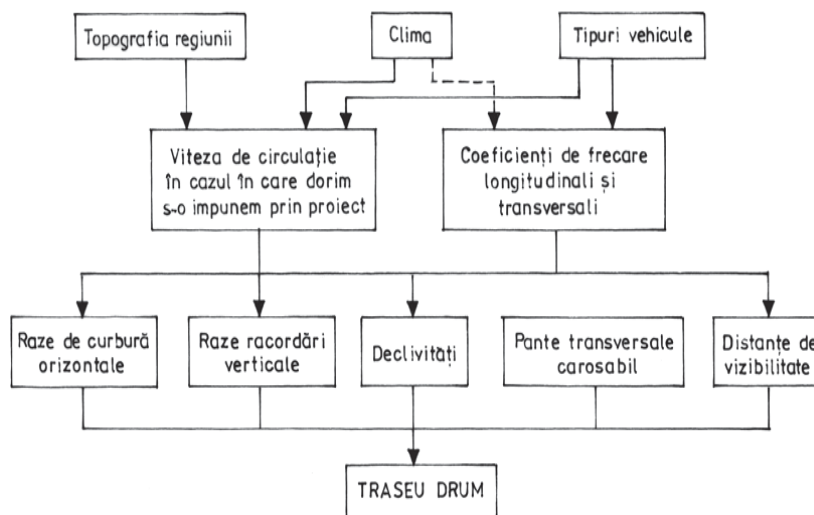 Topografia regiunii
Clima
Tipuri vehicule
Viteza de circulație
în cazul în care dorim
s-o impunem prin proiect
Coeficienți de frecare
longitudinali și
transversali
Raze de curbură
orizontale
Raze racordări
verticale
Declivități
Pante transversale
carosabil
Distanțe de
vizibilitate
TRASEU DRUM